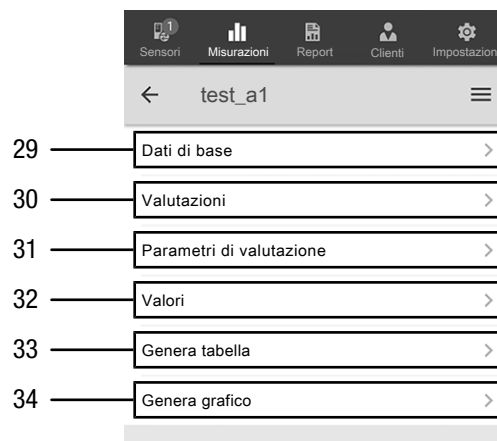 1
Sensori Misurazioni Report Clienti Impostazion
test_a1
29 Dati di base
30 Valutazioni
31 Parametri di valutazione
32 Valori
33 Genera tabella
34 Genera grafico